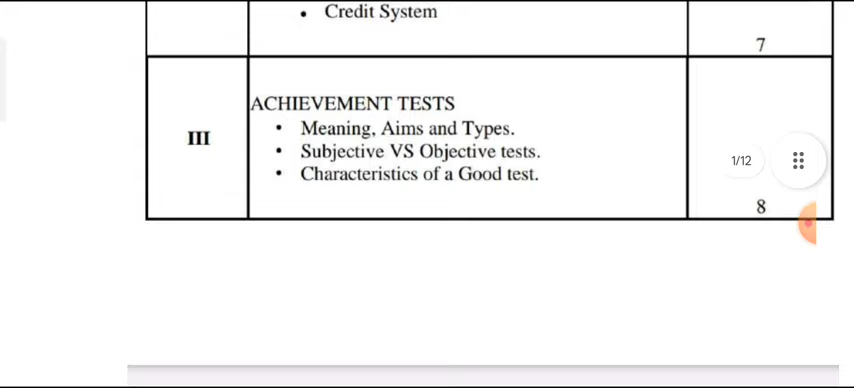 • Credit System
7
ACHIEVEMENT TESTS
III
• Meaning, Aims and Types.
• Subjective VS Objective tests.
• Characteristics of a Good test.
1/12
8